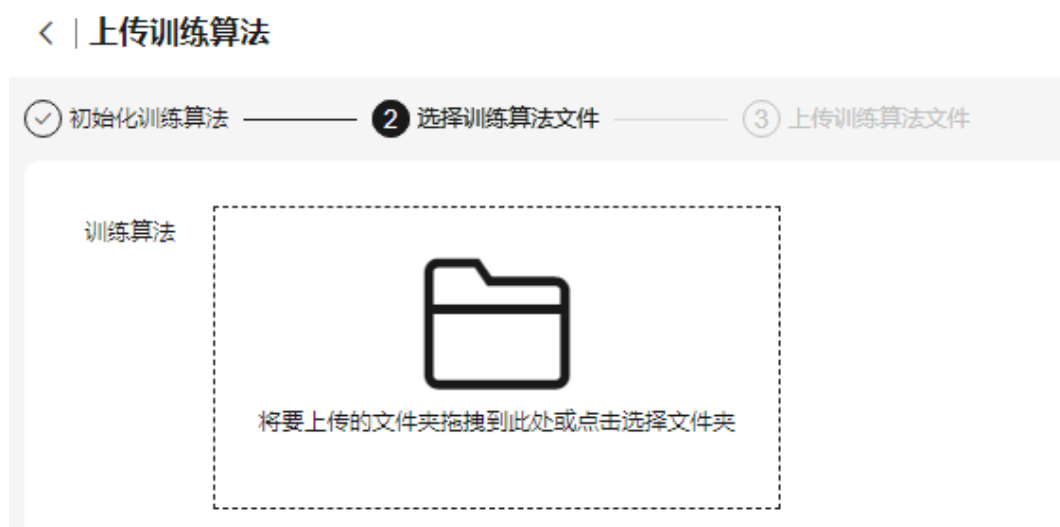 上传训练算法
初始化训练算法 2 选择训练算法文件 3 上传训练算法文件
训练算法
将要上传的文件夹拖拽到此处或点击选择文件夹